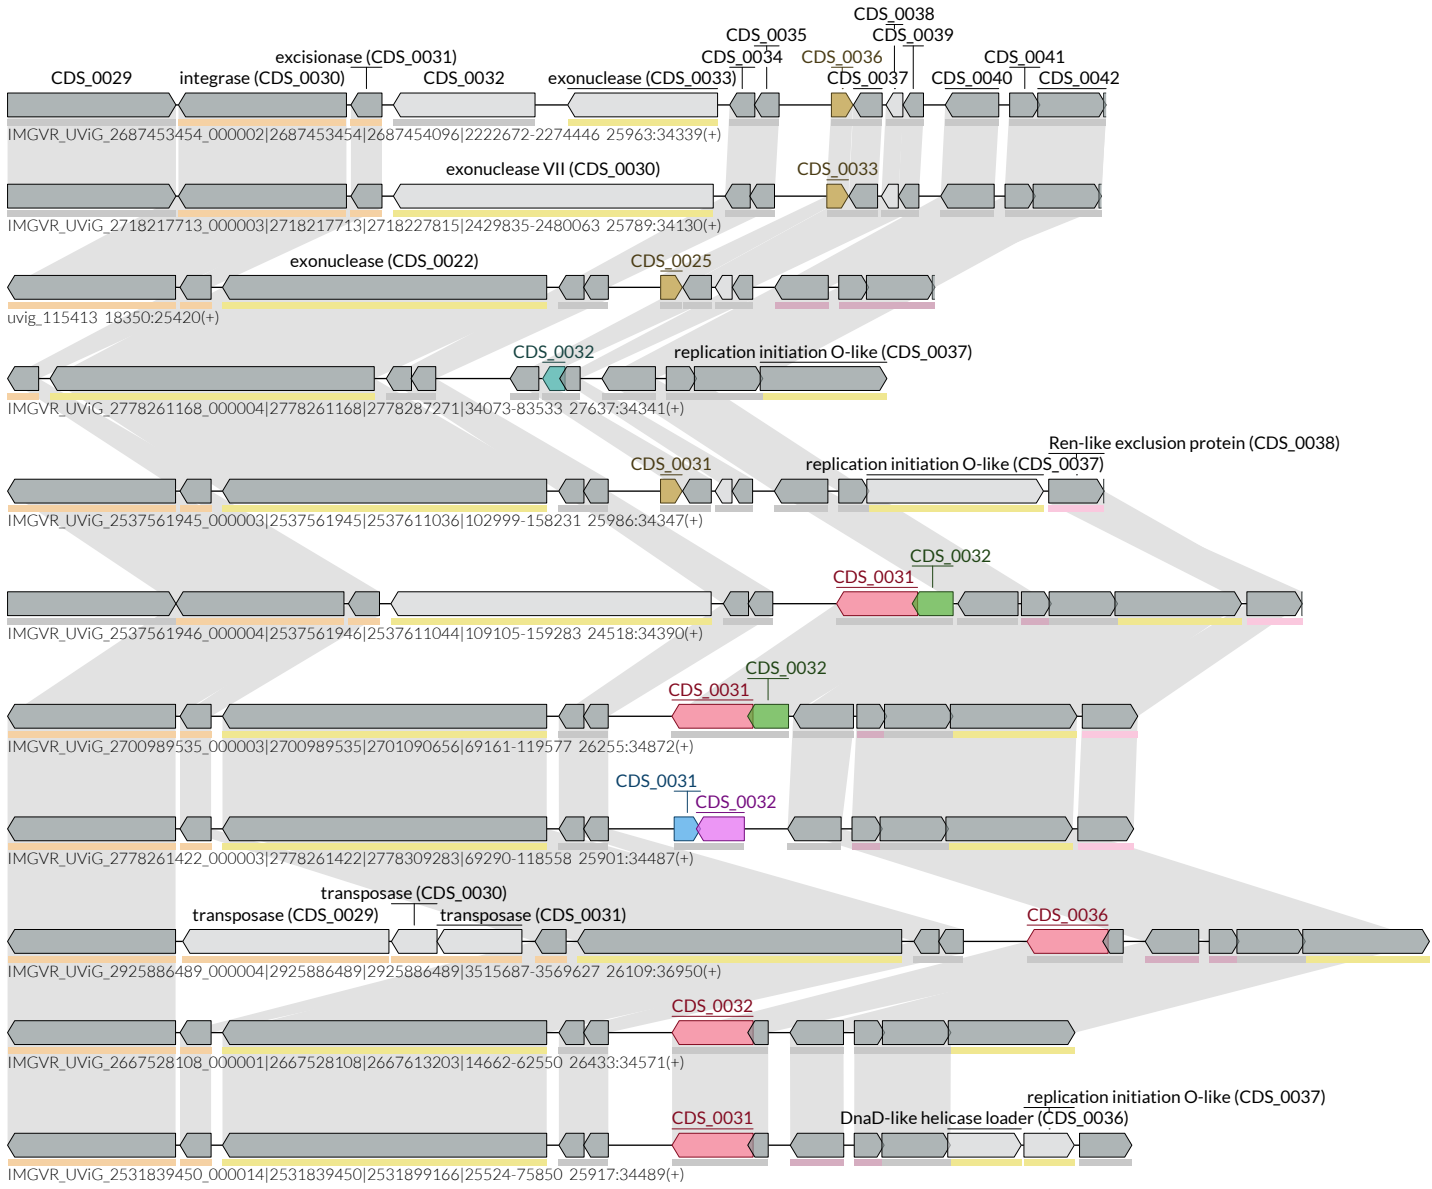 CDS_0038
CDS_0035 CDS_0039
excisionase (CDS_0031) CDS_0034 CDS_0036 CDS_0041
CDS_0029 integrase (CDS_0030) CDS_0032 exonuclease (CDS_0033) CDS_0037 CDS_0040 CDS_0042
IMGVR_UViG_2687453454_000002|2687453454|2687454096|2222672-2274446 25963:34339(+)
exonuclease VII (CDS_0030) CDS_0033
IMGVR_UViG_2718217713_000003|2718217713|2718227815|2429835-2480063 25789:34130(+)
exonuclease (CDS_0022) CDS_0025
uvig_115413 18350:25420(+)
CDS_0032 replication initiation O-like (CDS_0037)
IMGVR_UViG_2778261168_000004|2778261168|2778287271|34073-83533 27637:34341(+)
Ren-like exclusion protein (CDS_0038)
CDS_0031 replication initiation O-like (CDS_0037)
IMGVR_UViG_2537561945_000003|2537561945|2537611036|102999-158231 25986:34347(+)
CDS_0032
CDS_0031
IMGVR_UViG_2537561946_000004|2537561946|2537611044|109105-159283 24518:34390(+)
CDS_0032
CDS_0031
IMGVR_UViG_2700989535_000003|2700989535|2701090656|69161-119577 26255:34872(+)
CDS_0031
CDS_0032
IMGVR_UViG_2778261422_000003|2778261422|2778309283|69290-118558 25901:34487(+)
transposase (CDS_0030)
transposase (CDS_0029) transposase (CDS_0031) CDS_0036
IMGVR_UViG_2925886489_000004|2925886489|2925886489|3515687-3569627 26109:36950(+)
CDS_0032
IMGVR_UViG_2667528108_000001|2667528108|2667613203|14662-62550 26433:34571(+)
replication initiation O-like (CDS_0037)
CDS_0031 DnaD-like helicase loader (CDS_0036)
IMGVR_UViG_2531839450_000014|2531839450|2531899166|25524-75850 25917:34489(+)